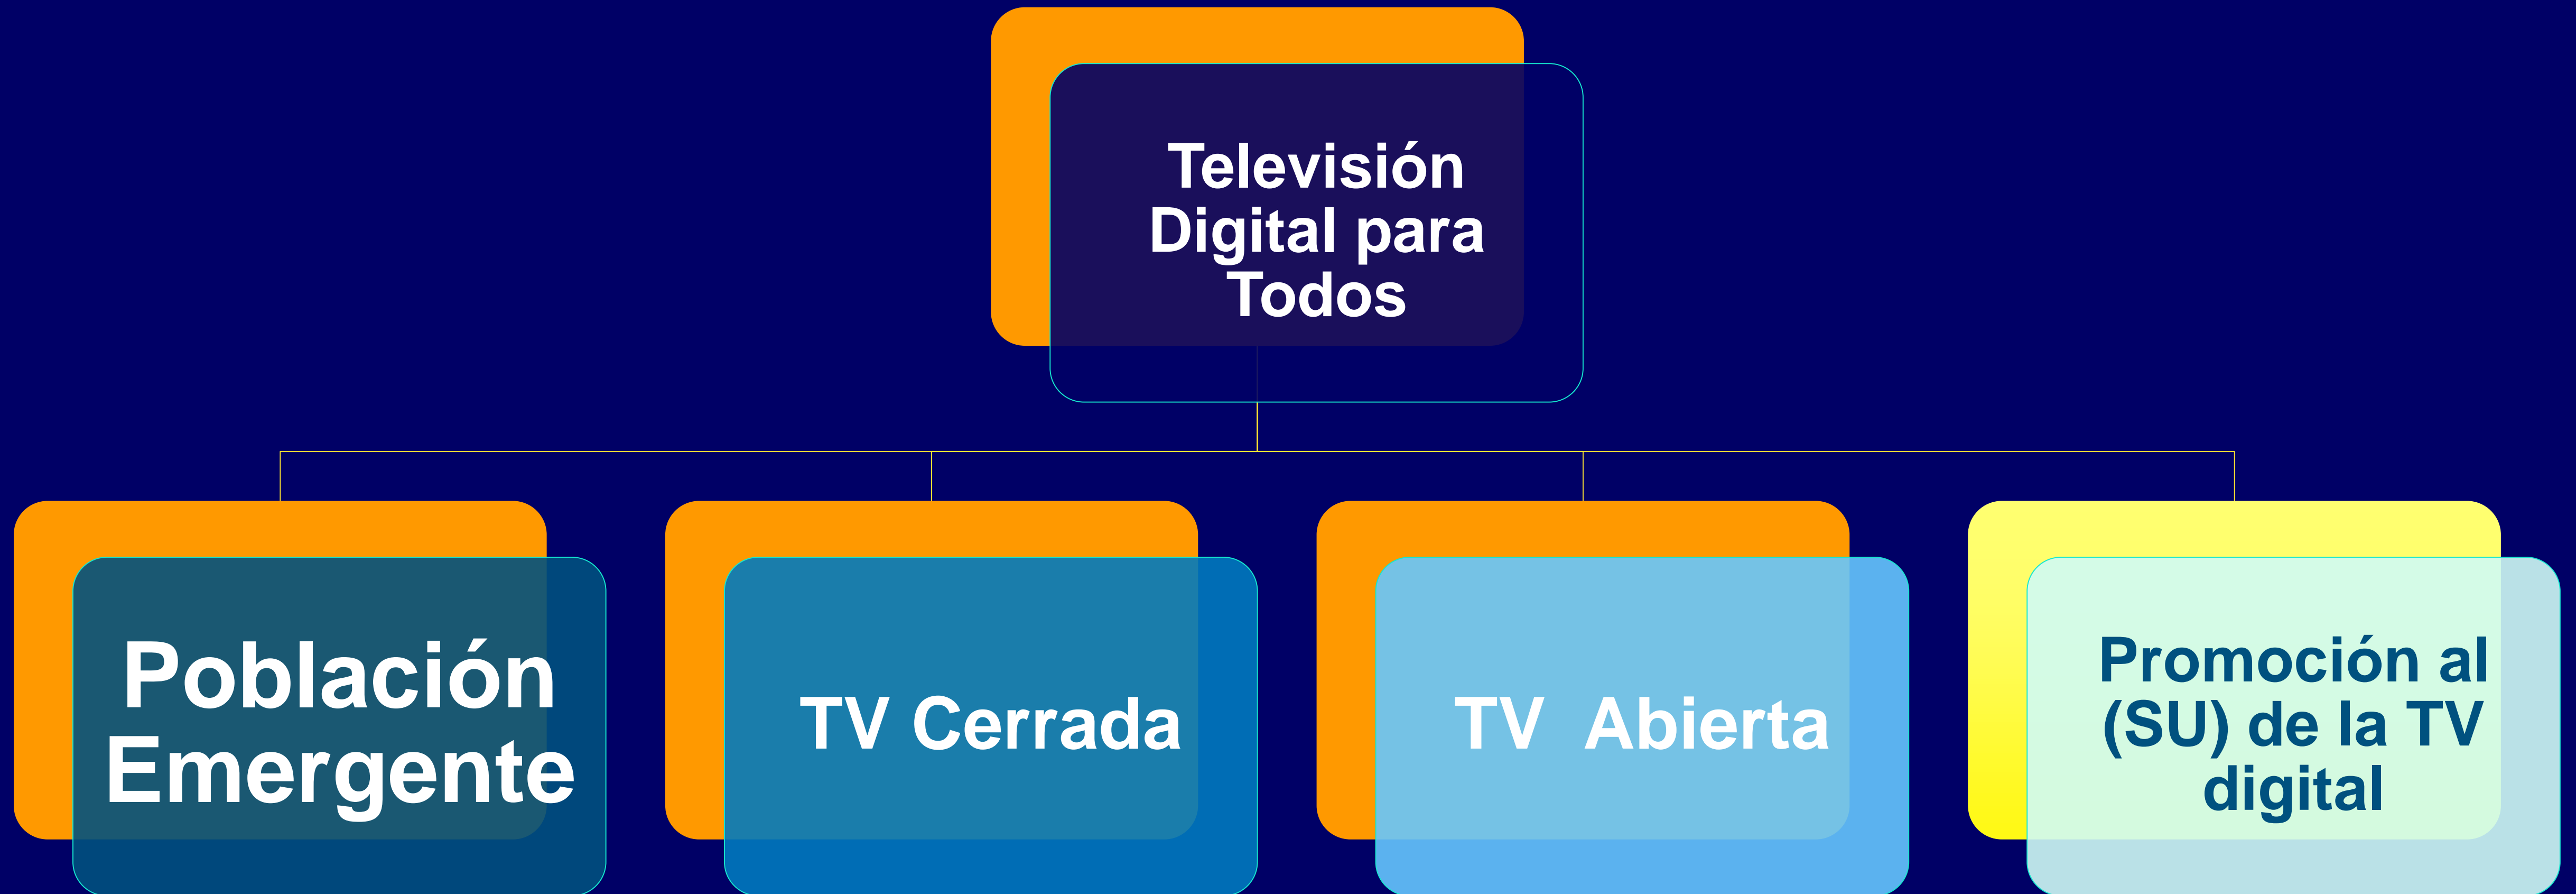 Televisión
Digital para
Todos
Población
Emergente
TV Cerrada
TV  Abierta
Promoción al
(SU) de la TV
digital